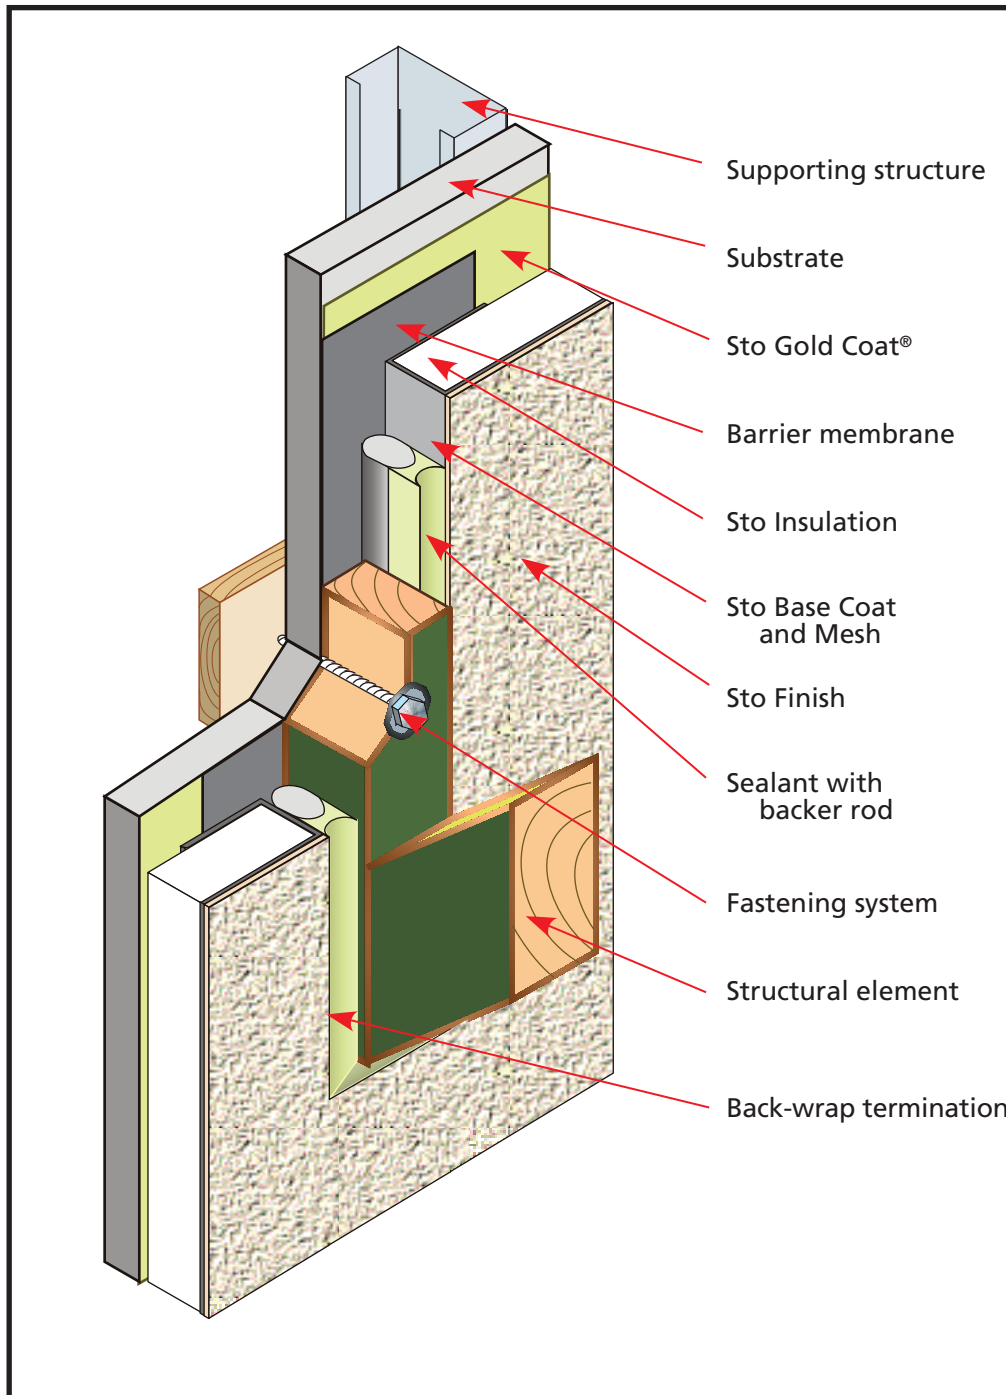 Supporting structure
Substrate
Sto Gold Coat®
Barrier membrane
Sto Insulation
Sto Base Coat
and Mesh
Sto Finish
Sealant with
backer rod
Fastening system
Structural element
Back-wrap termination